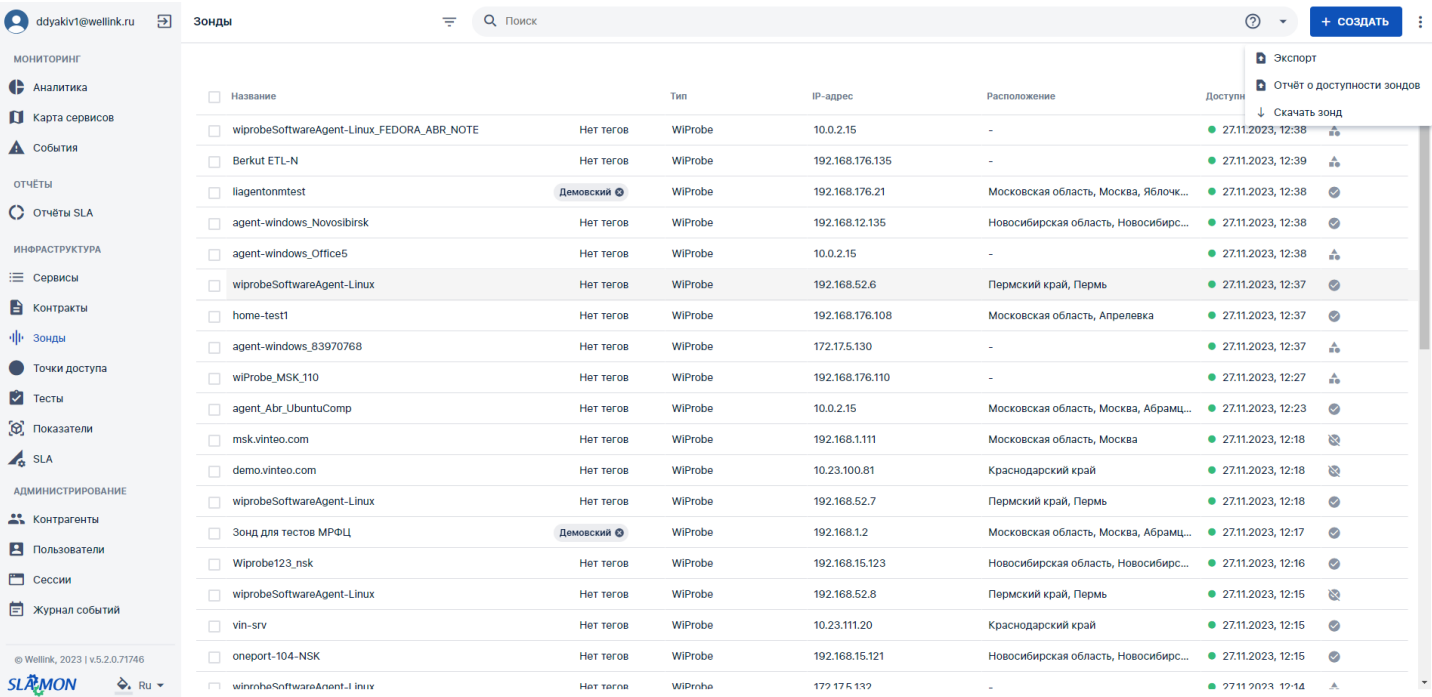 ddyakiv1@wellink.ru
МОНИТОРИНГ
Аналитика
Карта сервисов
События
ОТЧЁТЫ
Отчёты SLA
ИНФРАСТРУКТУРА
Сервисы
Контракты
Зонды
Точки доступа
Тесты
Показатели
SLA
АДМИНИСТРИРОВАНИЕ
Контрагенты
Пользователи
Сессии
Журнал событий
© Wellink, 2023 | v.5.2.0.71746
SLAMON Ru
Зонды Поиск + СОЗДАТЬ
Экспорт
Отчёт о доступности зондов
Скачать зонд
Название Тип IP-адрес Расположение Доступн
wiprobeSoftwareAgent-Linux_FEDORA_ABR_NOTE Нет тегов WiProbe 10.0.2.15 - 27.11.2023, 12:38
Berkut ETL-N Нет тегов WiProbe 192.168.176.135 - 27.11.2023, 12:39
liagentonmtest Демовский WiProbe 192.168.176.21 Московская область, Москва, Яблочк... 27.11.2023, 12:38
agent-windows_Novosibirsk Нет тегов WiProbe 192.168.12.135 Новосибирская область, Новосибирс... 27.11.2023, 12:38
agent-windows_Office5 Нет тегов WiProbe 10.0.2.15 - 27.11.2023, 12:38
wiprobeSoftwareAgent-Linux Нет тегов WiProbe 192.168.52.6 Пермский край, Пермь 27.11.2023, 12:37
home-test1 Нет тегов WiProbe 192.168.176.108 Московская область, Апрелевка 27.11.2023, 12:37
agent-windows_83970768 Нет тегов WiProbe 172.17.5.130 - 27.11.2023, 12:37
wiProbe_MSK_110 Нет тегов WiProbe 192.168.176.110 - 27.11.2023, 12:27
agent_Abr_UbuntuComp Нет тегов WiProbe 10.0.2.15 Московская область, Москва, Абрамц... 27.11.2023, 12:23
msk.vinteo.com Нет тегов WiProbe 192.168.1.111 Московская область, Москва 27.11.2023, 12:18
demo.vinteo.com Нет тегов WiProbe 10.23.100.81 Краснодарский край 27.11.2023, 12:18
wiprobeSoftwareAgent-Linux Нет тегов WiProbe 192.168.52.7 Пермский край, Пермь 27.11.2023, 12:18
Зонд для тестов МРФЦ Демовский WiProbe 192.168.1.2 Московская область, Москва, Абрамц... 27.11.2023, 12:17
Wiprobe123_nsk Нет тегов WiProbe 192.168.15.123 Новосибирская область, Новосибирс... 27.11.2023, 12:16
wiprobeSoftwareAgent-Linux Нет тегов WiProbe 192.168.52.8 Пермский край, Пермь 27.11.2023, 12:15
vin-srv Нет тегов WiProbe 10.23.111.20 Краснодарский край 27.11.2023, 12:15
oneport-104-NSK Нет тегов WiProbe 192.168.15.121 Новосибирская область, Новосибирс... 27.11.2023, 12:15
wiprobeSoftwareAgent-Linux Нет тегов WiProbe 172.17.5.132 - 27.11.2023, 12:14